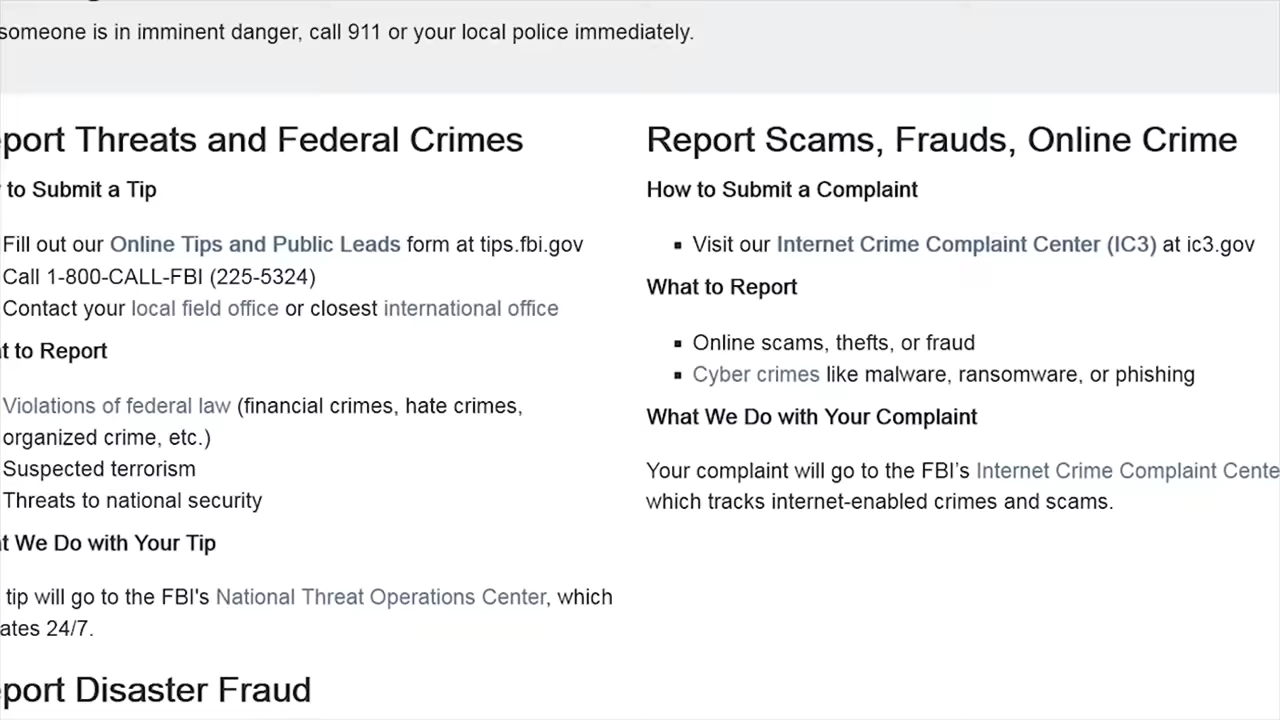 someone is in imminent danger, call 911 or your local police immediately.
port Threats and Federal Crimes
to Submit a Tip
Fill out our Online Tips and Public Leads form at tips.fbi.gov
Call 1-800-CALL-FBI (225-5324)
Contact your local field office or closest international office
t to Report
Violations of federal law (financial crimes, hate crimes,
organized crime, etc.)
Suspected terrorism
Threats to national security
t We Do with Your Tip
tip will go to the FBI's National Threat Operations Center, which
ates 24/7.
port Disaster Fraud
Report Scams, Frauds, Online Crime
How to Submit a Complaint
▪ Visit our Internet Crime Complaint Center (IC3) at ic3.gov
What to Report
▪ Online scams, thefts, or fraud
▪ Cyber crimes like malware, ransomware, or phishing
What We Do with Your Complaint
Your complaint will go to the FBI’s Internet Crime Complaint Cente
which tracks internet-enabled crimes and scams.